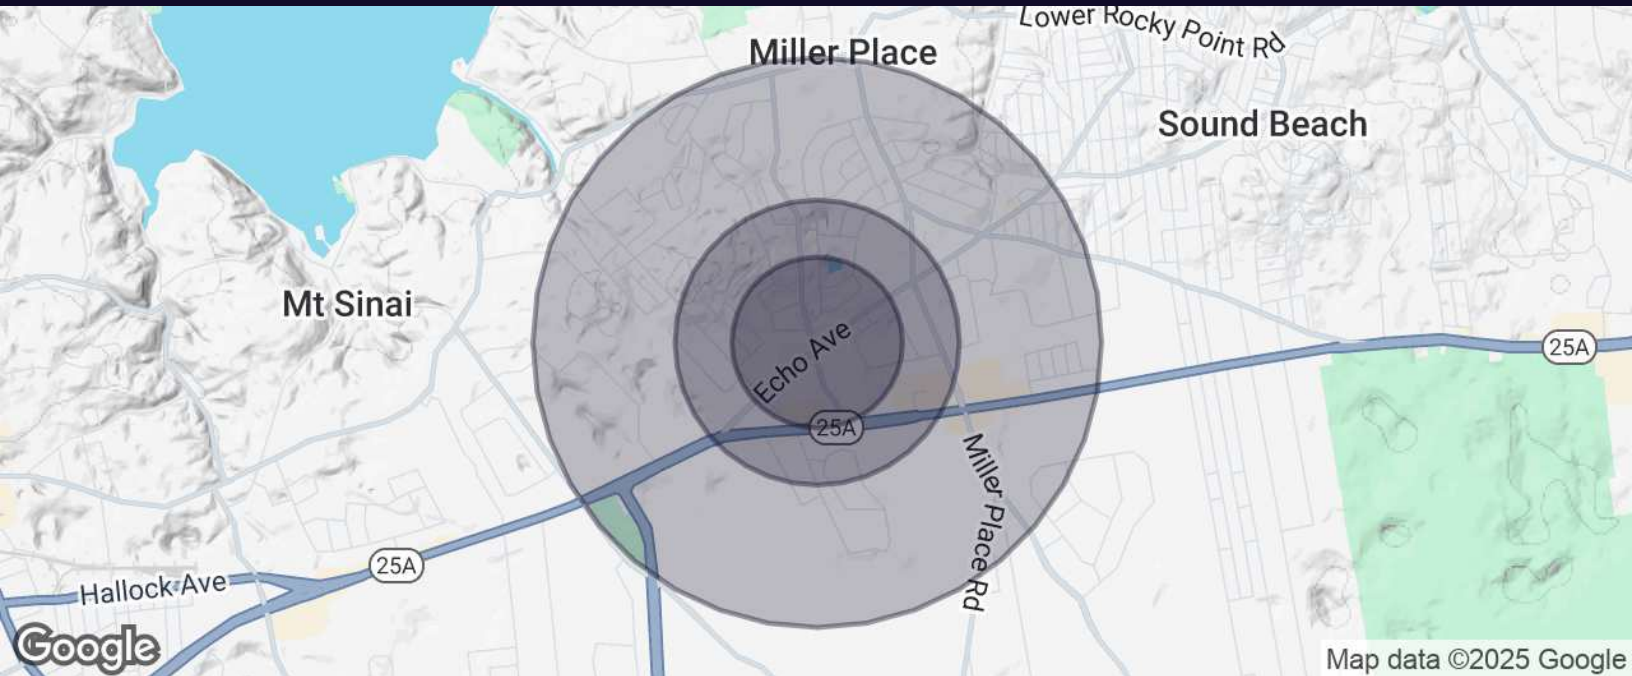 Lower Rocky Point Rd
Miller Place
Sound Beach
Mt Sinai
Echo Ave
25A
25A
Miller Place Rd
25A
Hallock Ave
Google
Map data ©2025 Google